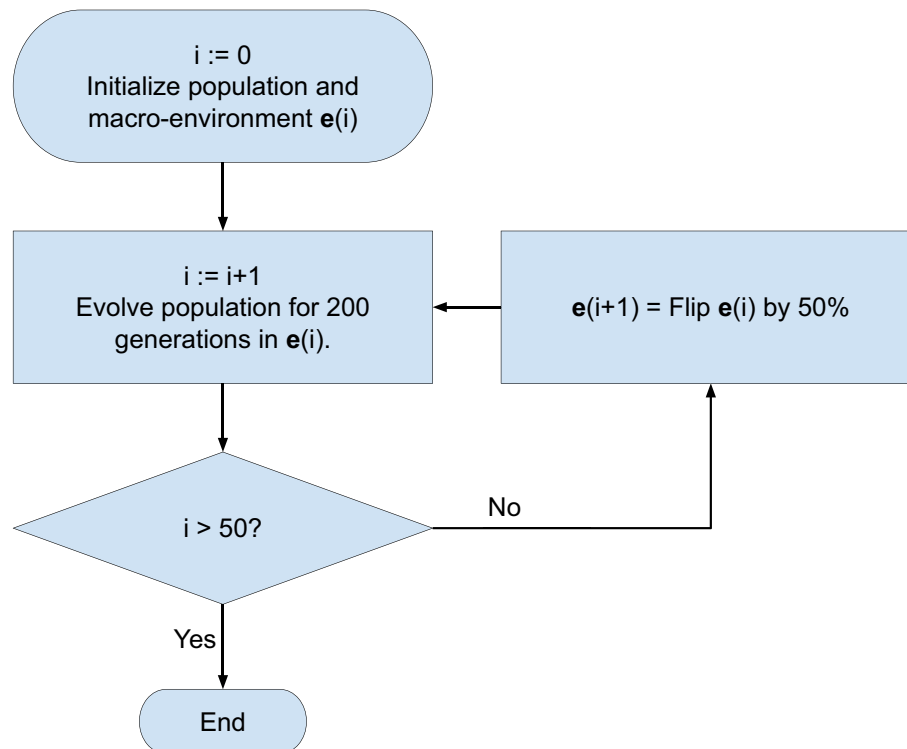 i := 0
Initialize population and
macro-environment e(i)
i := i+1
Evolve population for 200
generations in e(i).
e(i+1) = Flip e(i) by 50%
i > 50?
No
Yes
End